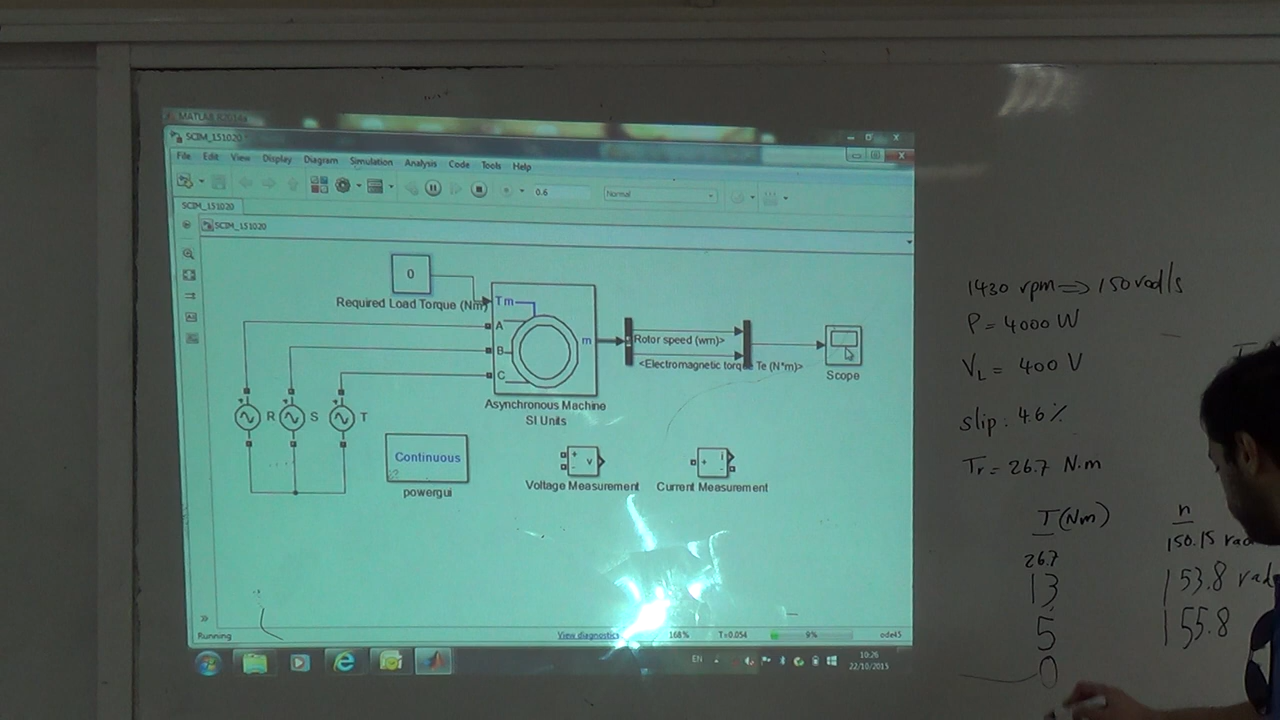 MATLAB R2014a
SCIM_151020
File Edit View Display Diagram Simulation Analysis Code Tools Help
0.6 Normal
SCIM_151020
SCIM_151020
0
Required Load Torque (Nm)
Tm
A
B
C
m
Rotor speed (wm)>
<Electromagnetic torque Te (N*m)>
Scope
Asynchronous Machine
SI Units
R S T
Continuous
powergui
+
-
v
Voltage Measurement
+
-
i
Current Measurement
Running View diagnostics 168% T=0.054 9% ode45
EN 10:26
22/10/2015
1430 rpm => 150 rad/s
P = 4000 W
VL = 400 V
slip: 4.6%
Tr = 26.7 N.m
T(Nm) n
26.7 150.15 rad
13 153.8 rad
5 155.8
0